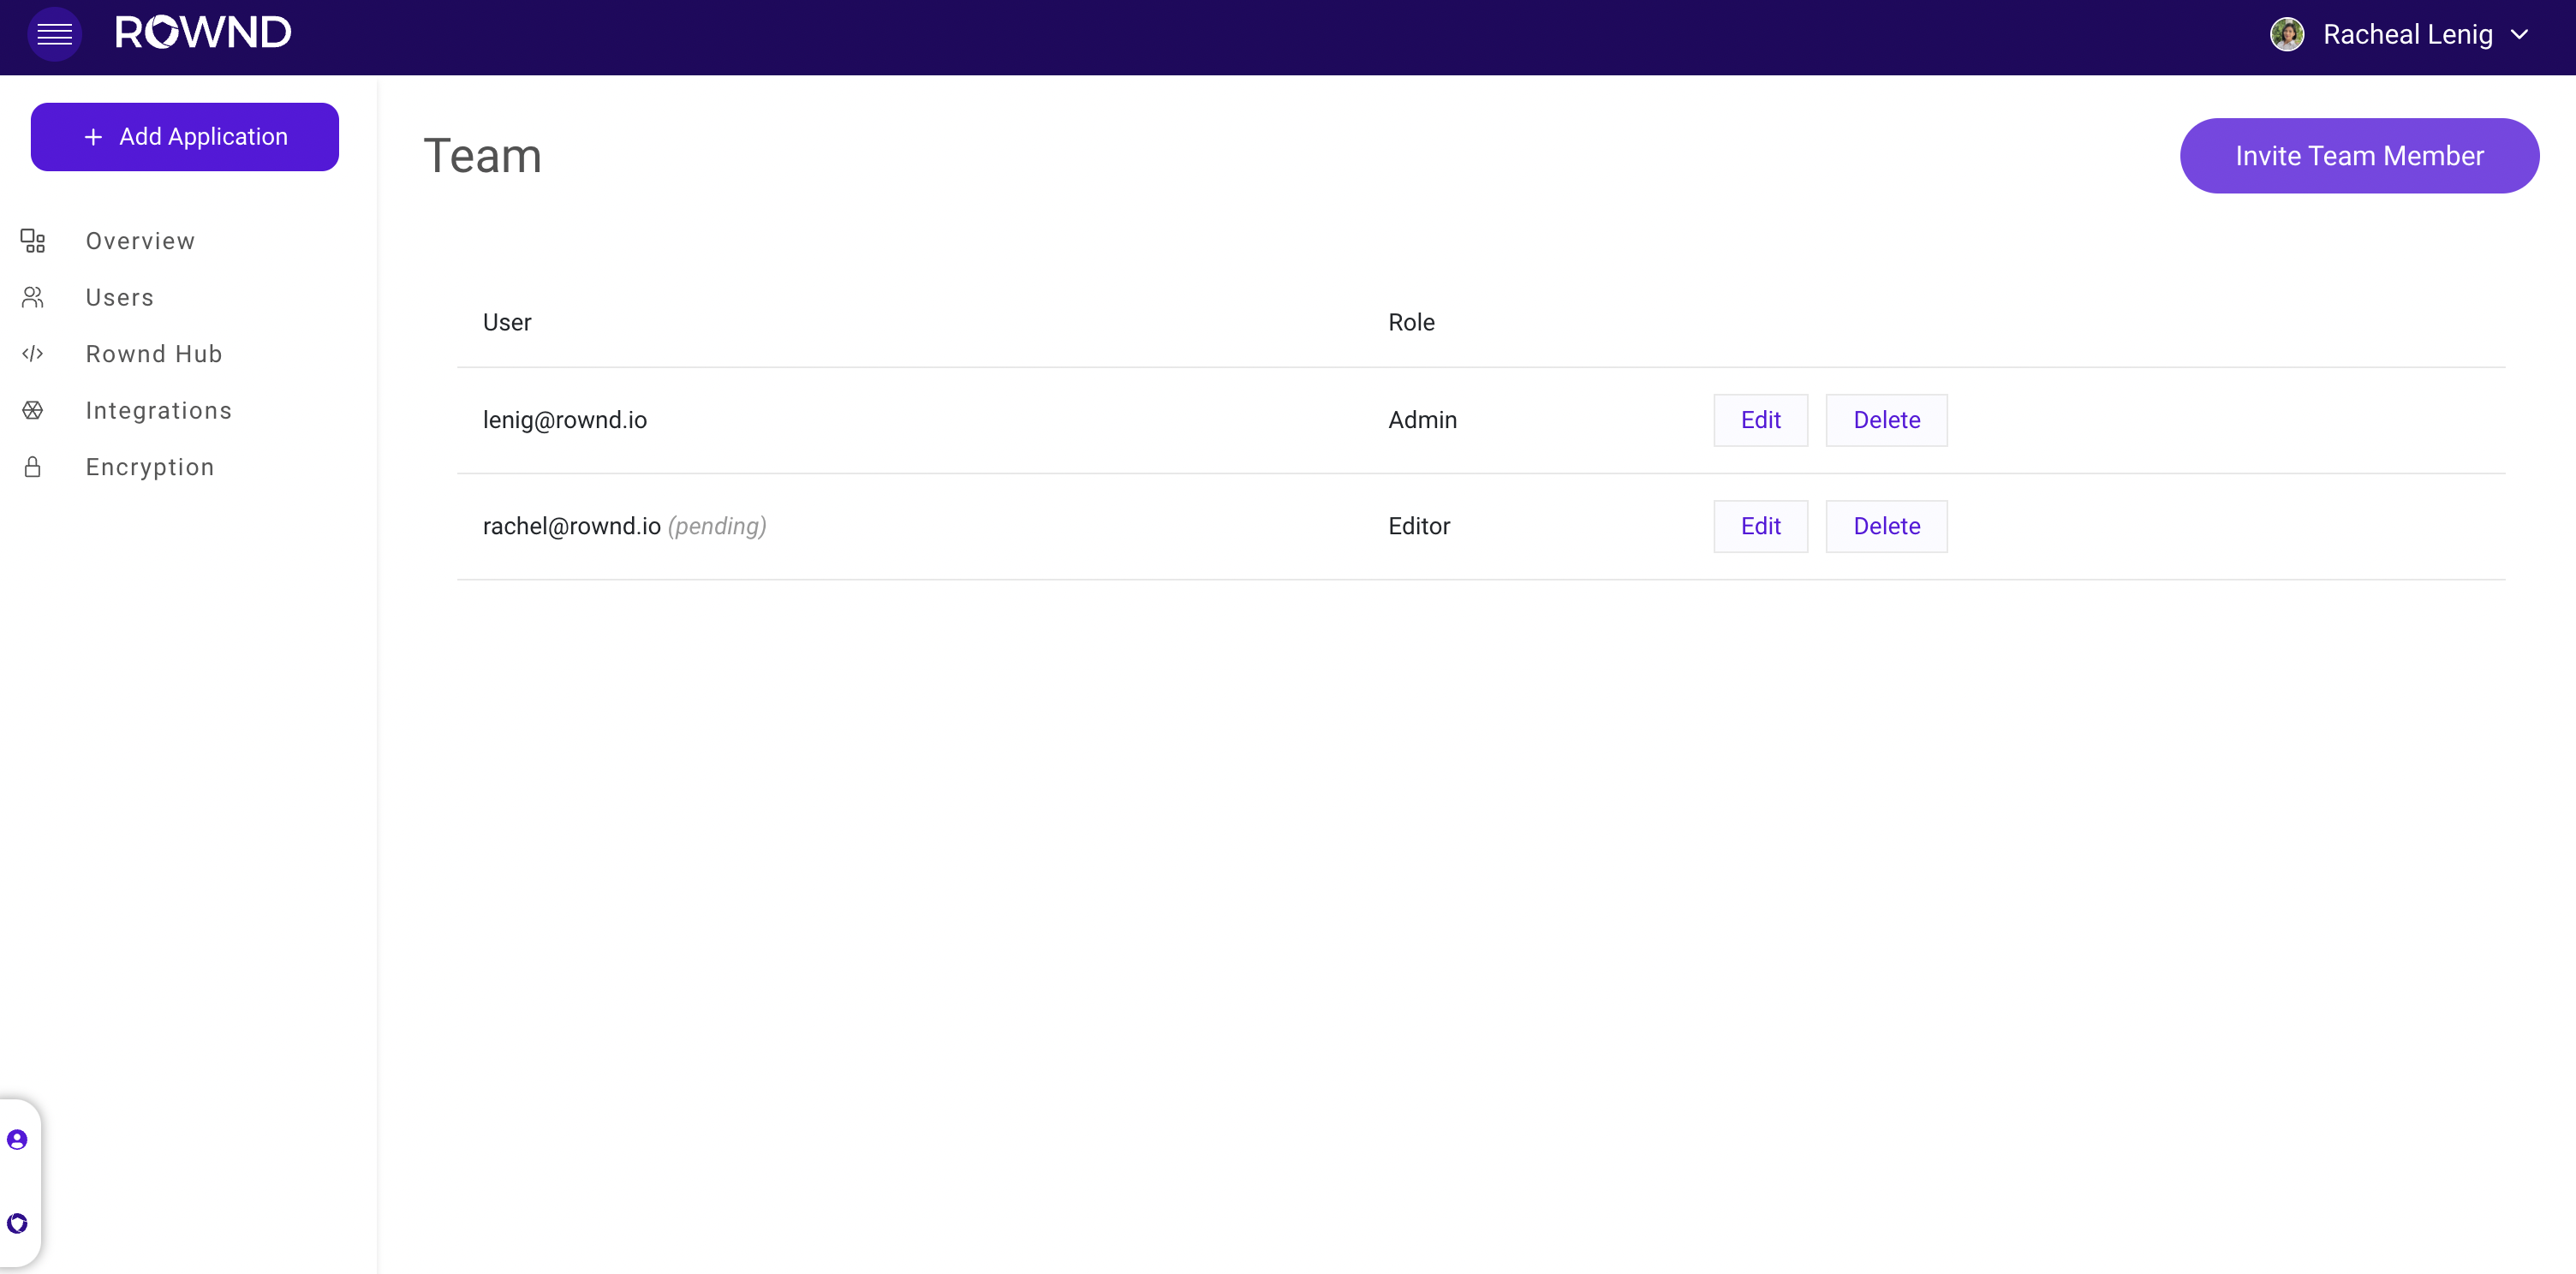 ROWND
Racheal Lenig
+ Add Application
Team
Invite Team Member
Overview
Users
Rownd Hub
Integrations
Encryption
User Role
lenig@rownd.io Admin Edit Delete
rachel@rownd.io (pending) Editor Edit Delete